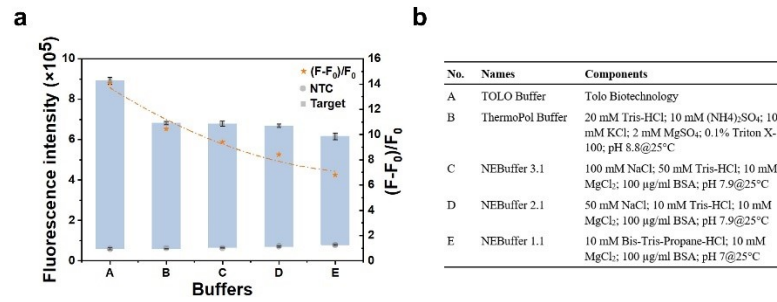 a
b
Fluorescence intensity (×10⁵)
10
9
8
7
6
5
4
3
2
1
0
(F-F₀)/F₀
NTC
Target
16
14
12
10
8
6
4
2
0
(F-F₀)/F₀
A B C D E
Buffers
No. Names Components
A TOLO Buffer Tolo Biotechnology
B ThermoPol Buffer 20 mM Tris-HCl; 10 mM (NH4)₂SO₄; 10
mM KCl; 2 mM MgSO₄; 0.1% Triton X-
100; pH 8.8@25°C
C NEBuffer 3.1 100 mM NaCl; 50 mM Tris-HCl; 10 mM
MgCl₂; 100 µg/ml BSA; pH 7.9@25°C
D NEBuffer 2.1 50 mM NaCl; 10 mM Tris-HCl; 10 mM
MgCl₂; 100 µg/ml BSA; pH 7.9@25°C
E NEBuffer 1.1 10 mM Bis-Tris-Propane-HCl; 10 mM
MgCl₂; 100 µg/ml BSA; pH 7@25°C